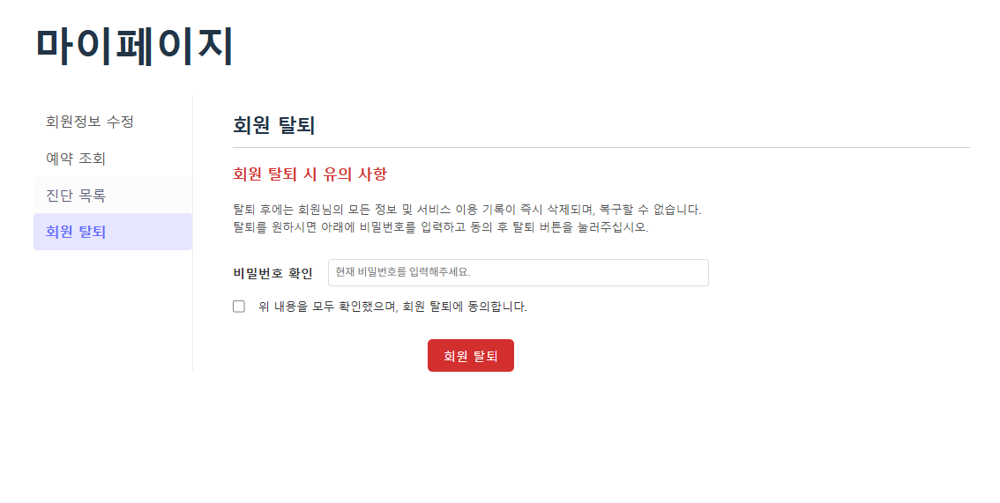 마이페이지
회원정보 수정
예약 조회
진단 목록
회원 탈퇴
회원 탈퇴
회원 탈퇴 시 유의 사항
탈퇴 후에는 회원님의 모든 정보 및 서비스 이용 기록이 즉시 삭제되며, 복구할 수 없습니다.
탈퇴를 원하시면 아래에 비밀번호를 입력하고 동의 후 탈퇴 버튼을 눌러주십시오.
비밀번호 확인 현재 비밀번호를 입력해주세요.
위 내용을 모두 확인했으며, 회원 탈퇴에 동의합니다.
회원 탈퇴